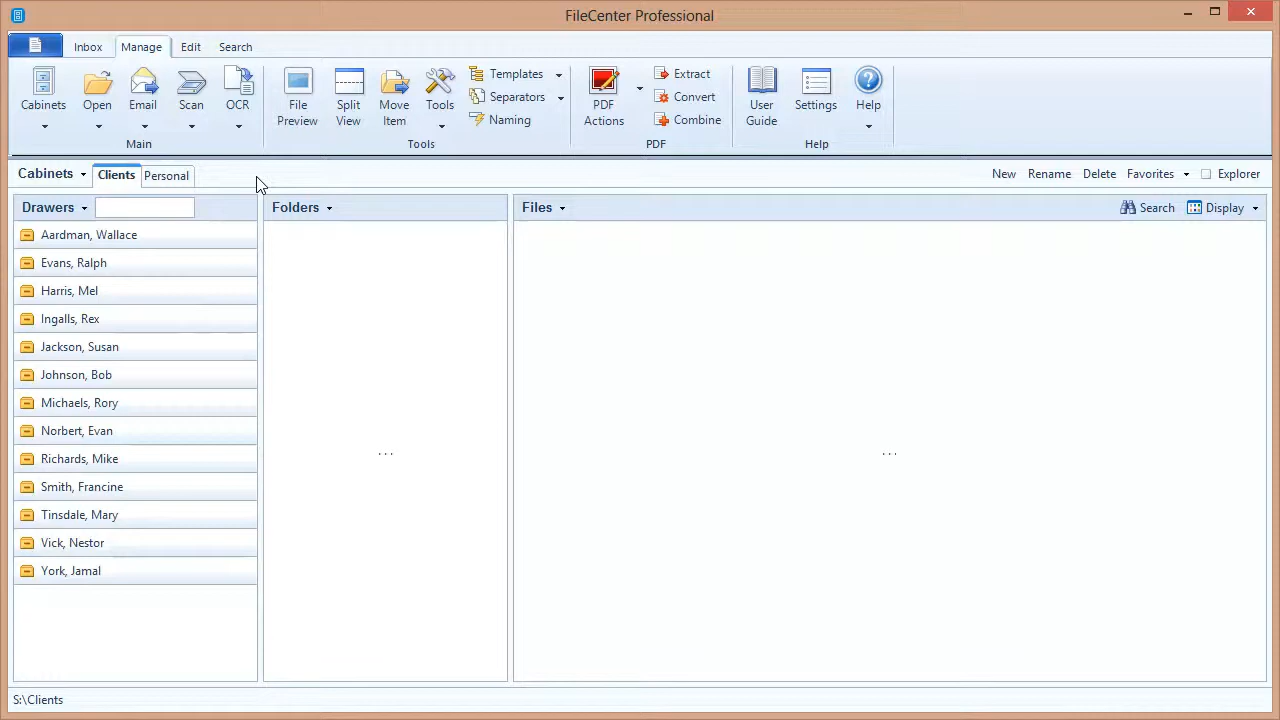 FileCenter Professional
Inbox Manage Edit Search
Cabinets Open Email Scan OCR
File Preview
Split View
Move Item
Tools
Templates
Separators
Naming
PDF Actions
Extract
Convert
Combine
User Guide
Settings
Help
Main Tools PDF Help
Cabinets Clients Personal New Rename Delete Favorites Explorer
Drawers Folders Files Search Display
Aardman, Wallace
Evans, Ralph
Harris, Mel
Ingalls, Rex
Jackson, Susan
Johnson, Bob
Michaels, Rory
Norbert, Evan
Richards, Mike
Smith, Francine
Tinsdale, Mary
Vick, Nestor
York, Jamal
... ...
S:\Clients